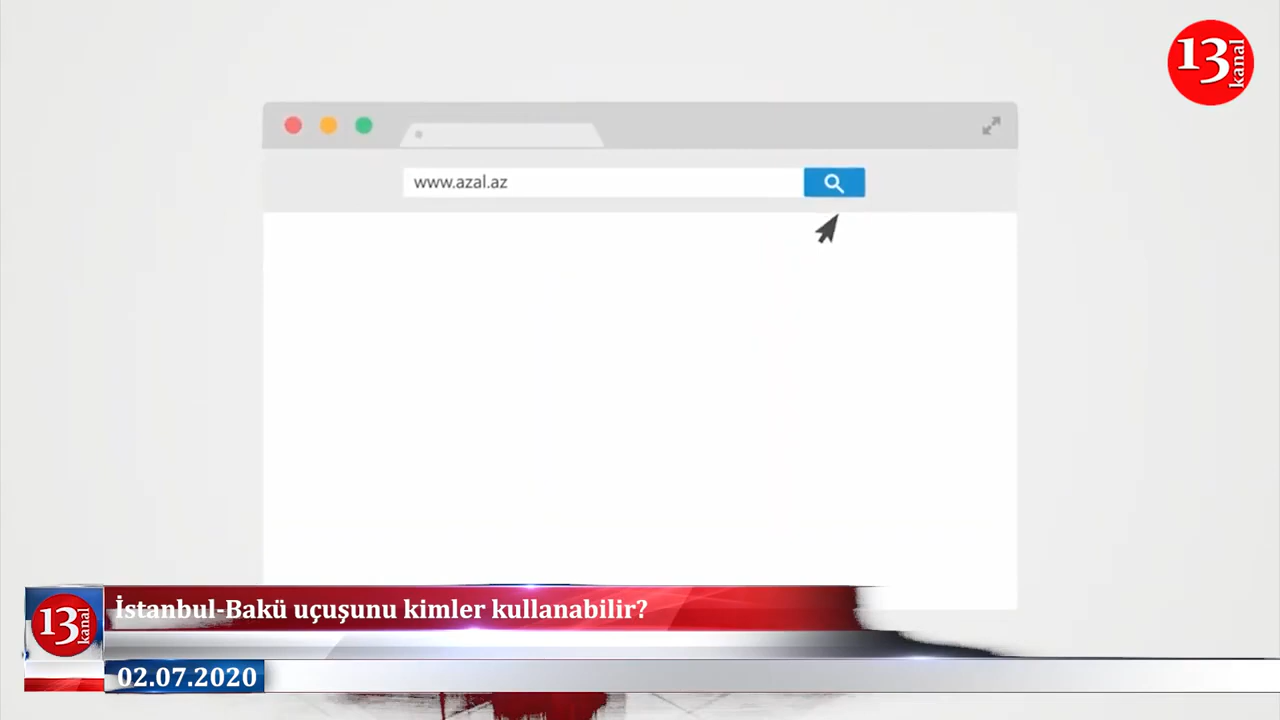 13 kanal
www.azal.az
13 kanal
İstanbul-Bakü uçuşunu kimler kullanabilir?
02.07.2020